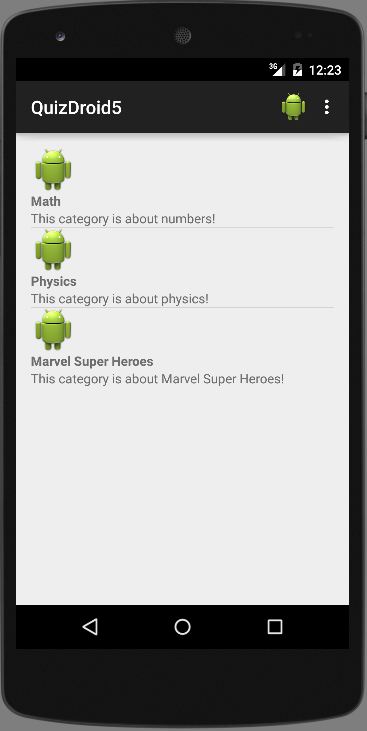 3G 12:23
QuizDroid5
Math
This category is about numbers!
Physics
This category is about physics!
Marvel Super Heroes
This category is about Marvel Super Heroes!